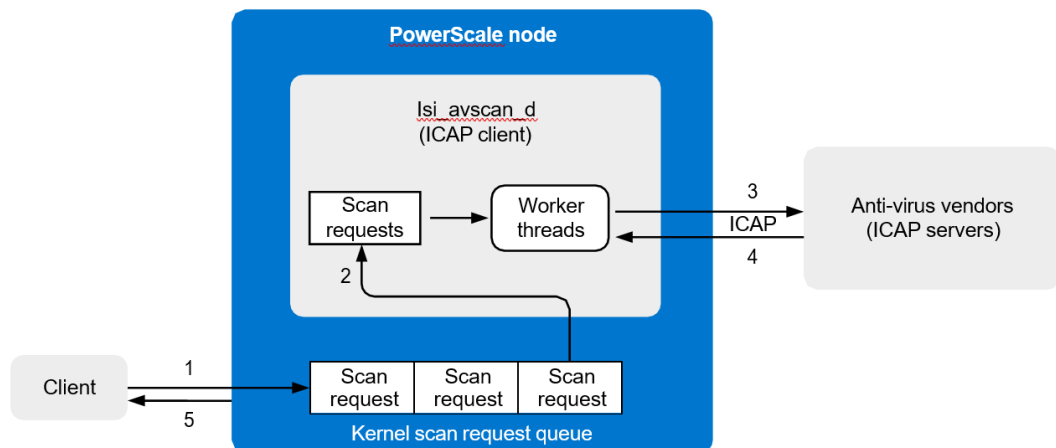 PowerScale node
Isi_avscan_d
(ICAP client)
Scan
requests
Worker
threads
3
ICAP
4
Anti-virus vendors
(ICAP servers)
2
Client
1
5
Scan
request
Scan
request
Scan
request
Kernel scan request queue